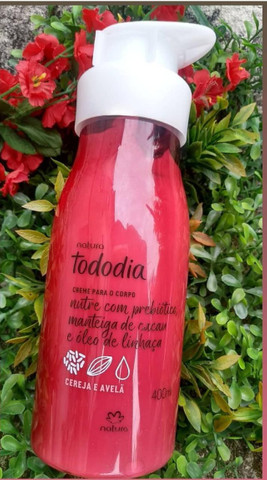 natura
tododia
CREME PARA O CORPO
nutre com prebiótico,
manteiga de cacau
e óleo de linhaça
CEREJA E AVELÃ
400ml
natura